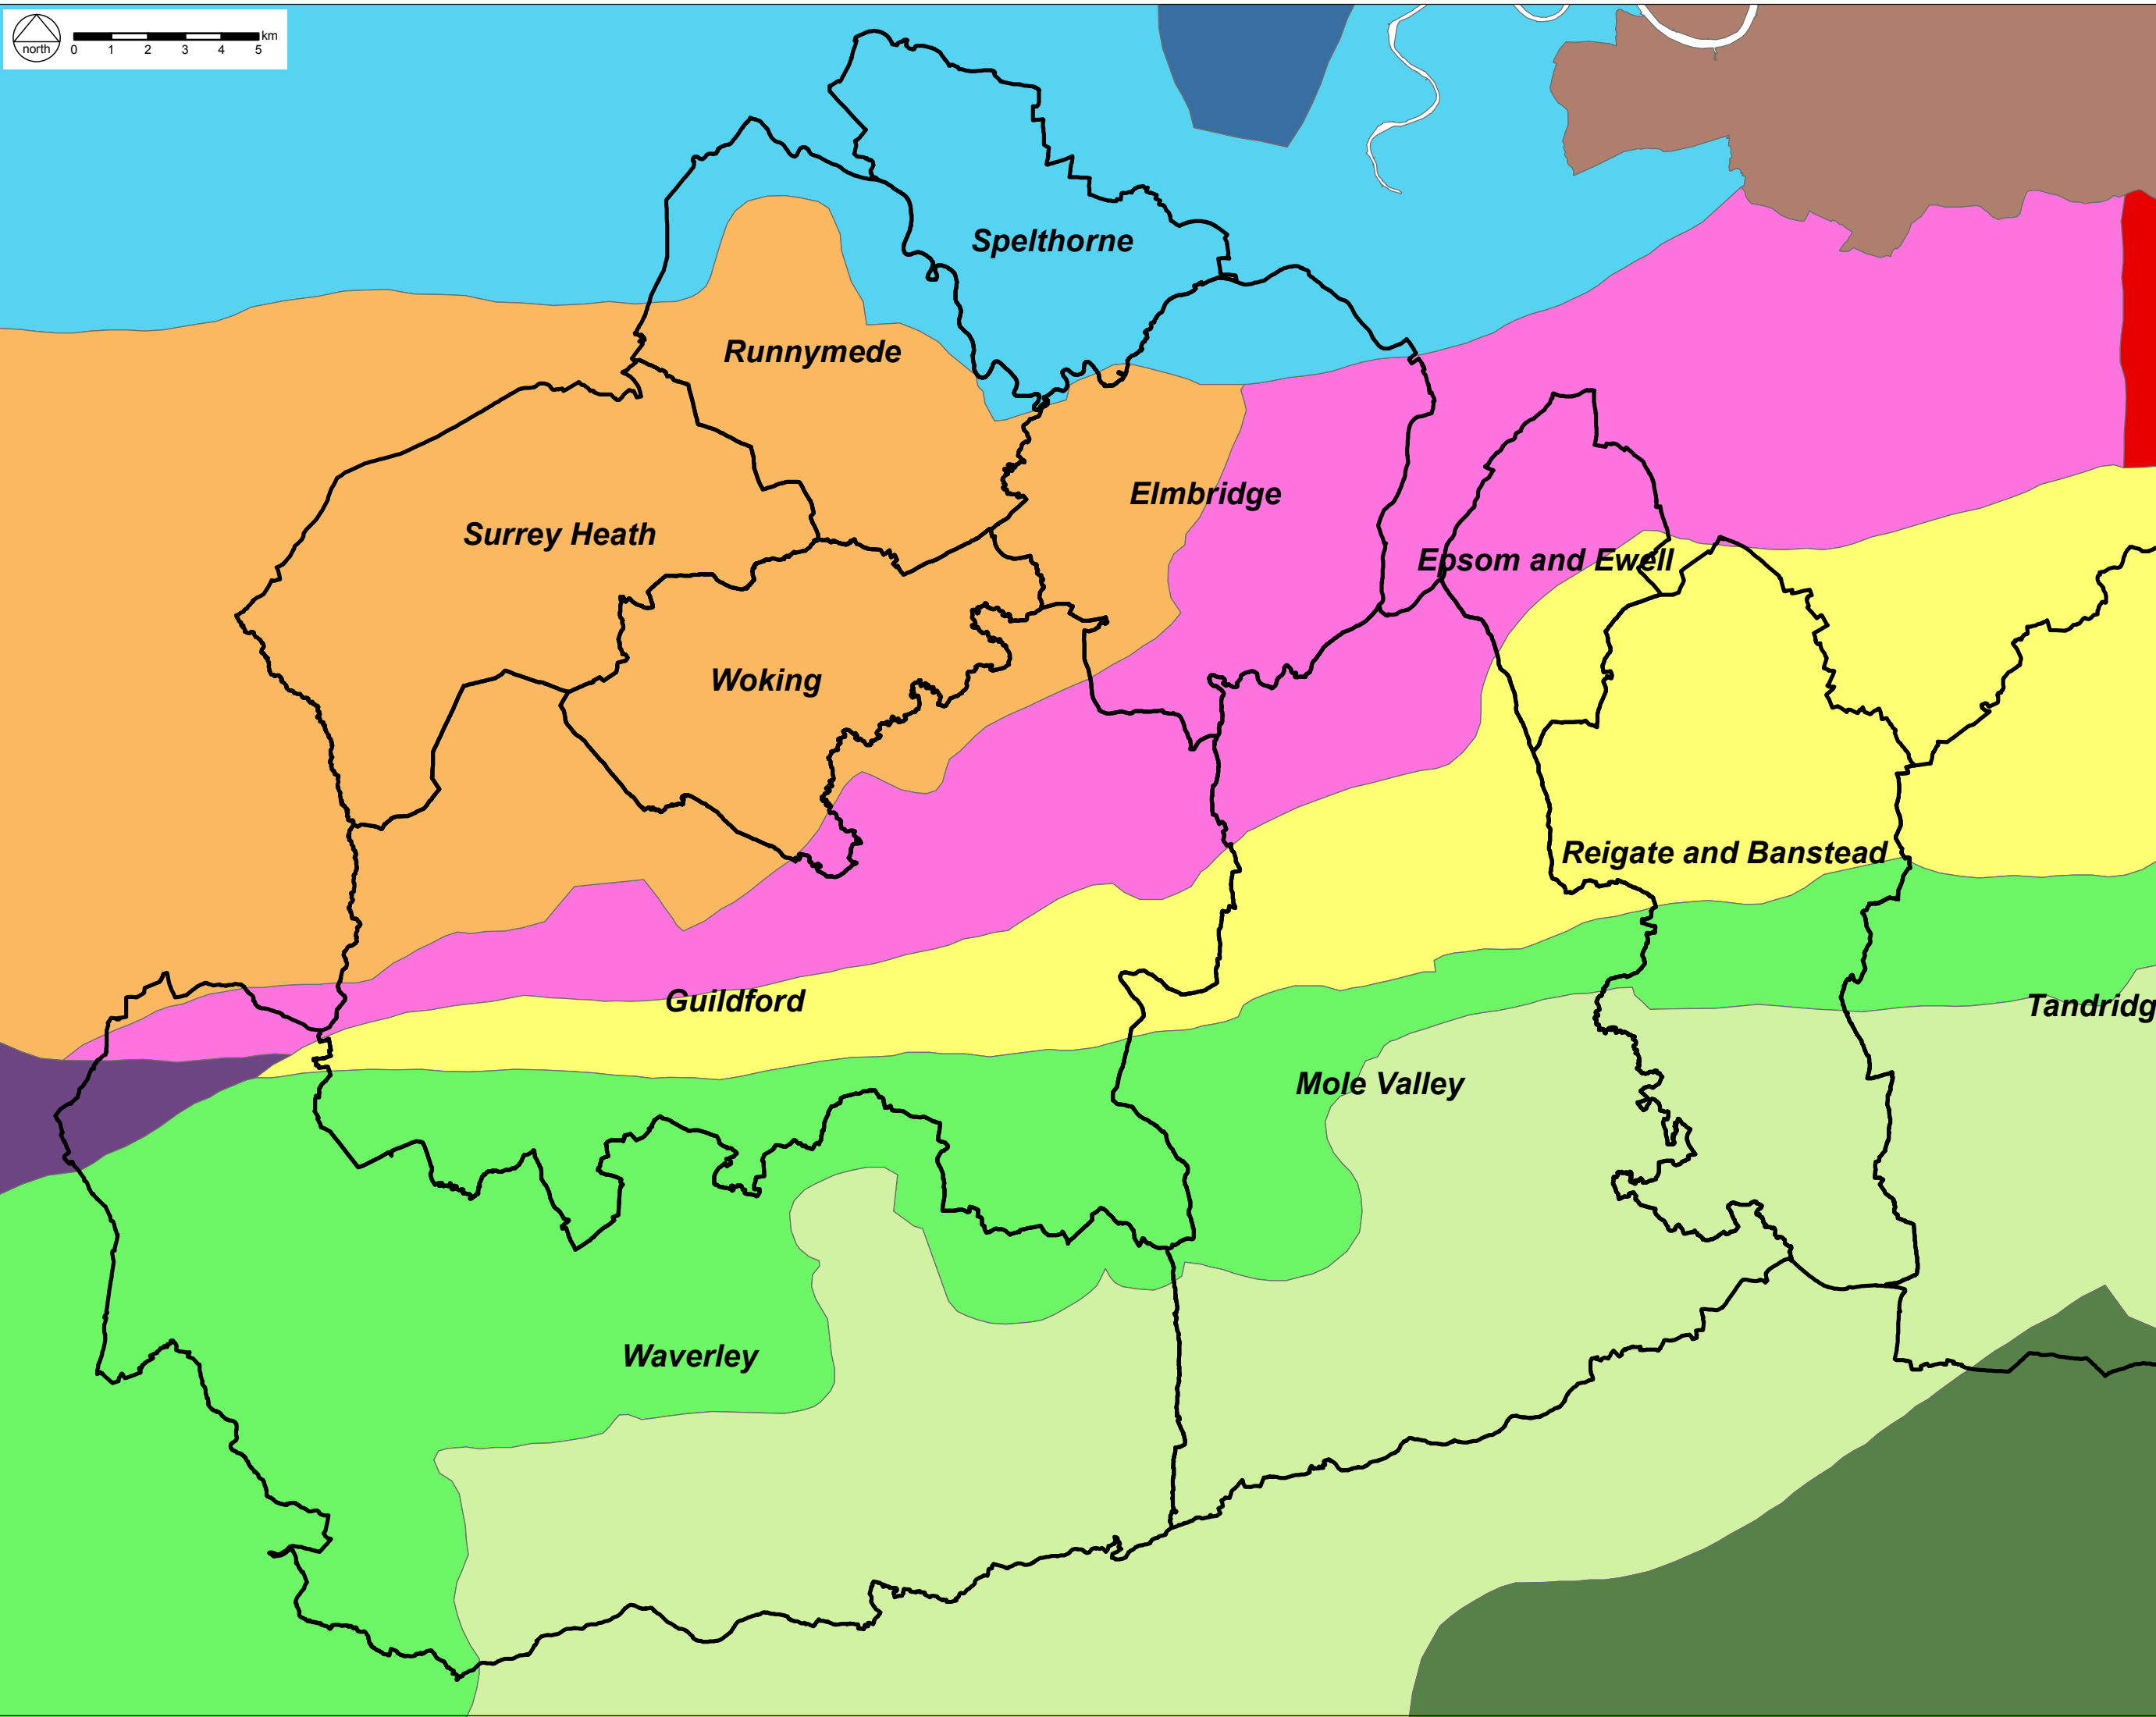 km
north
0 1 2 3 4 5
Spelthorne
Runnymede
Elmbridge
Surrey Heath
Epsom and Ewell
Woking
Reigate and Banstead
Guildford
Tandridg
Mole Valley
Waverley